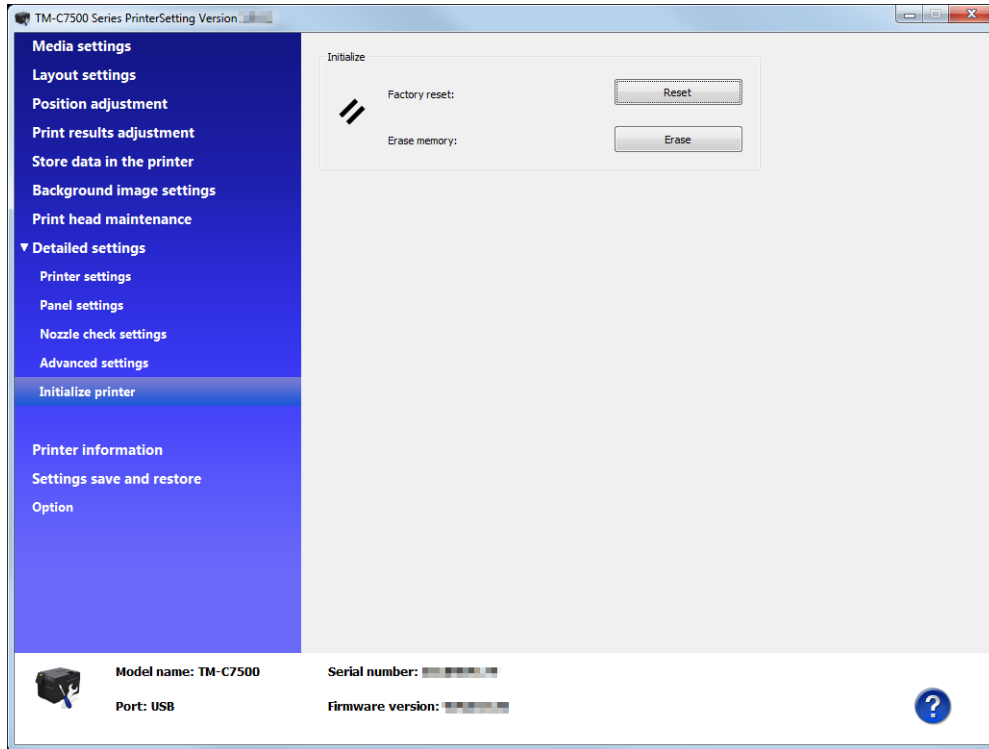 TM-C7500 Series PrinterSetting Version
Media settings
Layout settings
Position adjustment
Print results adjustment
Store data in the printer
Background image settings
Print head maintenance
▼ Detailed settings
Printer settings
Panel settings
Nozzle check settings
Advanced settings
Initialize printer
Printer information
Settings save and restore
Option
Initialize
Factory reset: Reset
Erase memory: Erase
Model name: TM-C7500 Serial number:
Port: USB Firmware version:
?